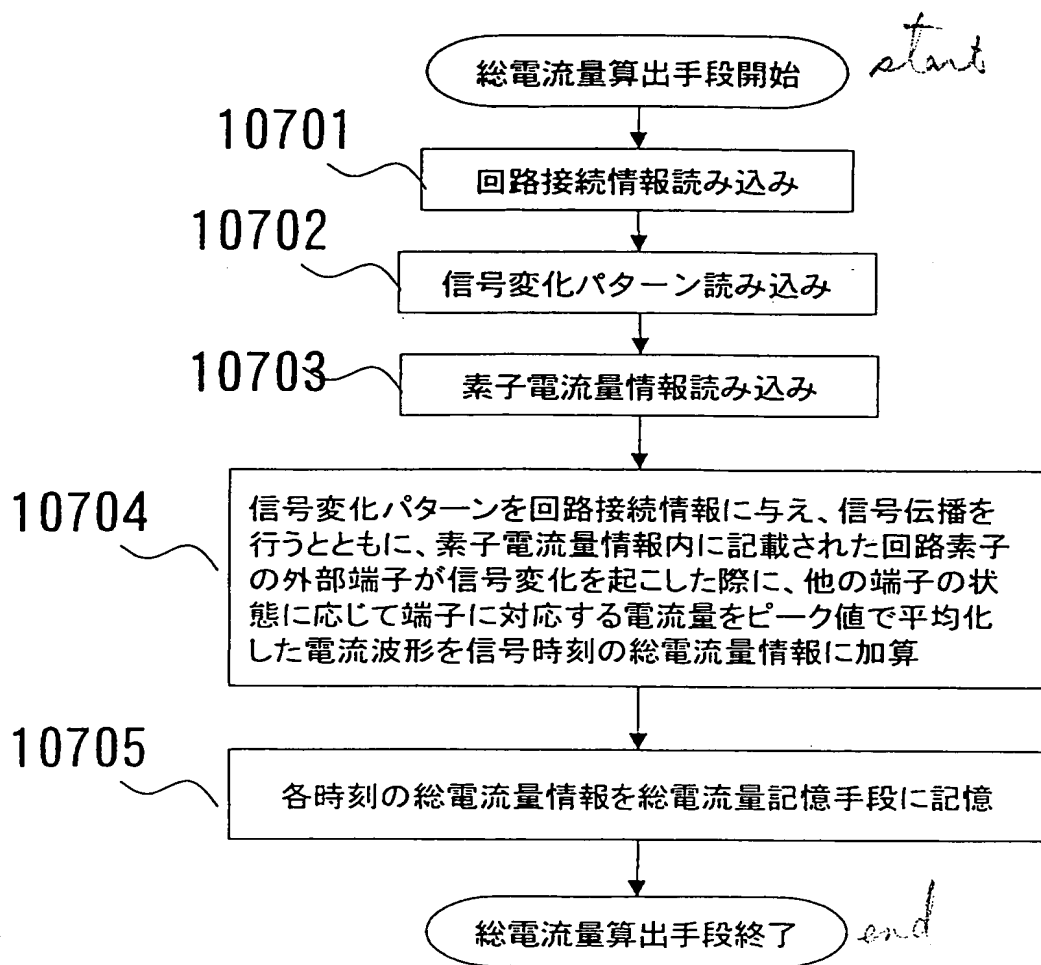 総電流量算出手段開始 start
10701
回路接続情報読み込み
10702
信号変化パターン読み込み
10703
素子電流量情報読み込み
10704
信号変化パターンを回路接続情報に与え、信号伝播を
行うとともに、素子電流量情報内に記載された回路素子
の外部端子が信号変化を起こした際に、他の端子の状
態に応じて端子に対応する電流量をピーク値で平均化
した電流波形を信号時刻の総電流量情報に加算
10705
各時刻の総電流量情報を総電流量記憶手段に記憶
総電流量算出手段終了 end